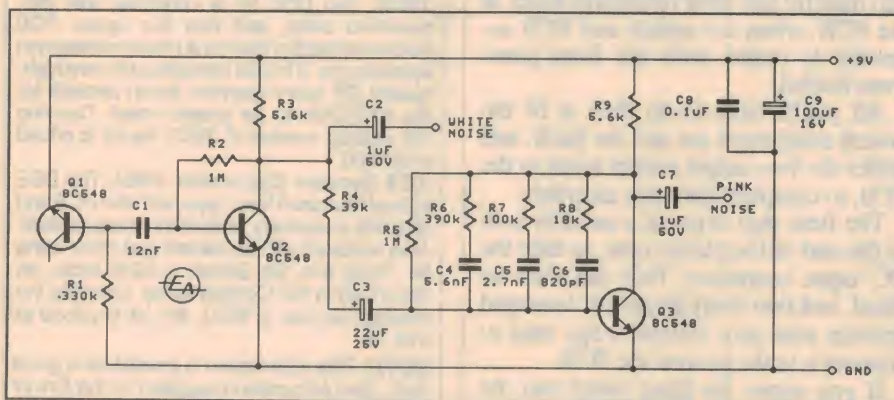 +9V
R3
5.6k
C2
+
1uF
50V
WHITE
NOISE
R9
5.6k
C8
0.1uF
+
C9
100uF
16V
R2
1M
Q1
BC548
C1
12nF
Q2
BC548
R4
39k
R5
1M
R6
390k
R7
100k
R8
18k
C7
+
1uF
50V
PINK
NOISE
C4
5.6nF
C5
2.7nF
C6
820pF
R1
330k
EA
+
C3
22uF
25V
Q3
BC548
GND